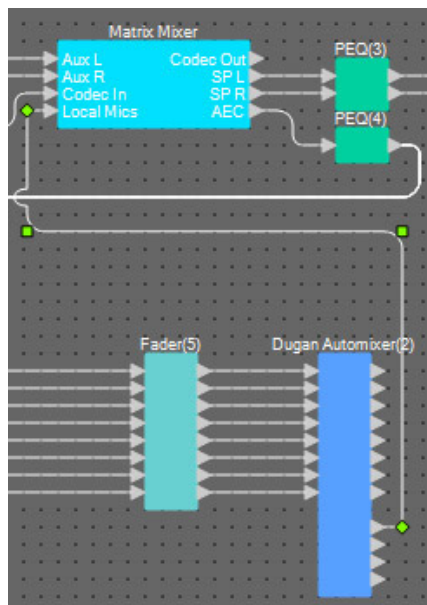 Matrix Mixer
Aux L Codec Out
Aux R SP L
Codec In SP R
Local Mics AEC
PEQ(3)
PEQ(4)
Fader(5) Dugan Automixer(2)